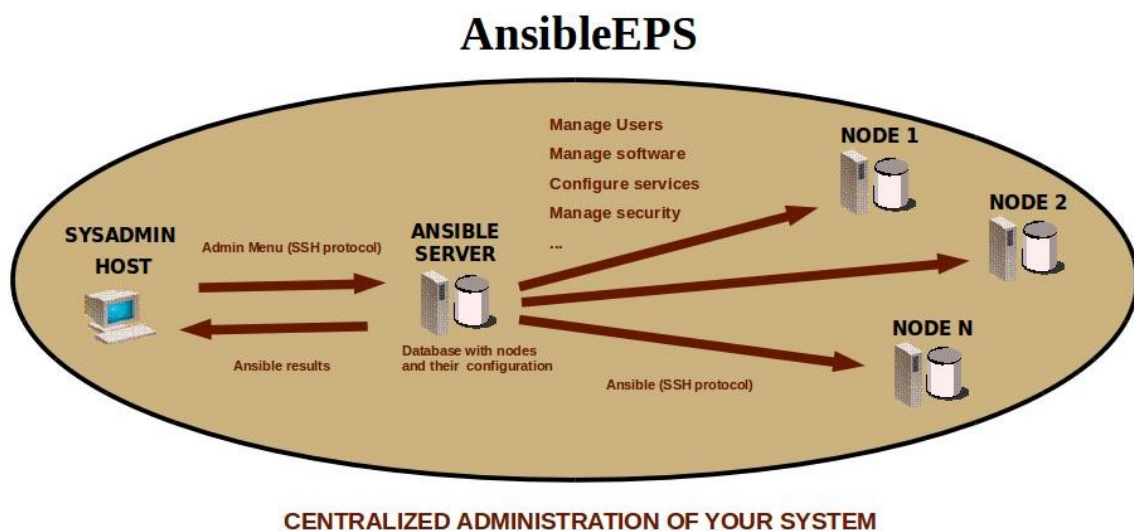 AnsibleEPS
Manage Users
Manage software
Configure services
Manage security
...
NODE 1
NODE 2
SYSADMIN
HOST
Admin Menu (SSH protocol)
ANSIBLE
SERVER
NODE N
Ansible results
Database with nodes
and their configuration
Ansible (SSH protocol)
CENTRALIZED ADMINISTRATION OF YOUR SYSTEM